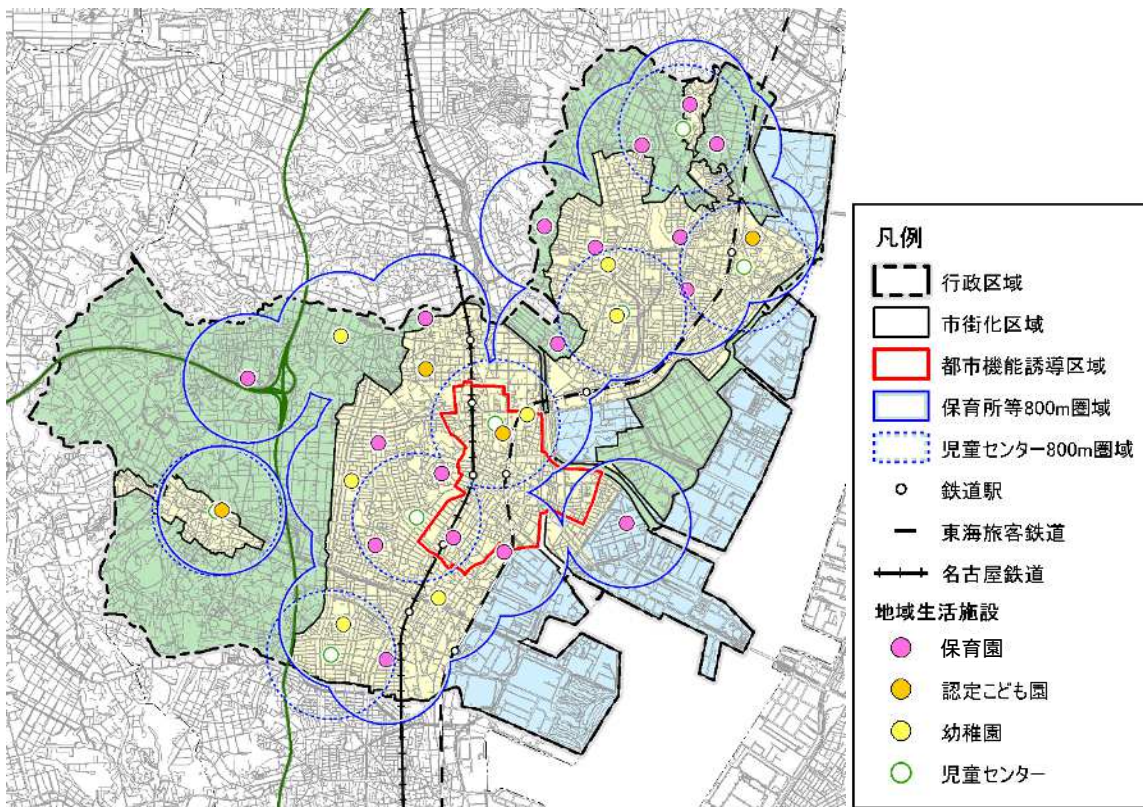 凡例
行政区域
市街化区域
都市機能誘導区域
保育所等800m圏域
児童センター800m圏域
鉄道駅
東海旅客鉄道
名古屋鉄道
地域生活施設
保育園
認定こども園
幼稚園
児童センター